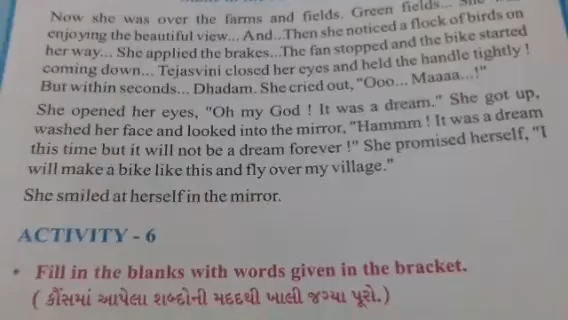 Now she was over the farms and fields. Green fields... She was
enjoying the beautiful view... And...Then she noticed a flock of birds on
her way... She applied the brakes...The fan stopped and the bike started
coming down... Tejasvini closed her eyes and held the handle tightly !
But within seconds... Dhadam. She cried out, "Ooo... Maaaa...!"
She opened her eyes, "Oh my God ! It was a dream." She got up,
washed her face and looked into the mirror, "Hammm ! It was a dream
this time but it will not be a dream forever !" She promised herself, "I
will make a bike like this and fly over my village."
She smiled at herself in the mirror.
ACTIVITY - 6
• Fill in the blanks with words given in the bracket.
( કૌંસમાં આપેલા શબ્દોની મદદથી ખાલી જગ્યા પૂરો.)